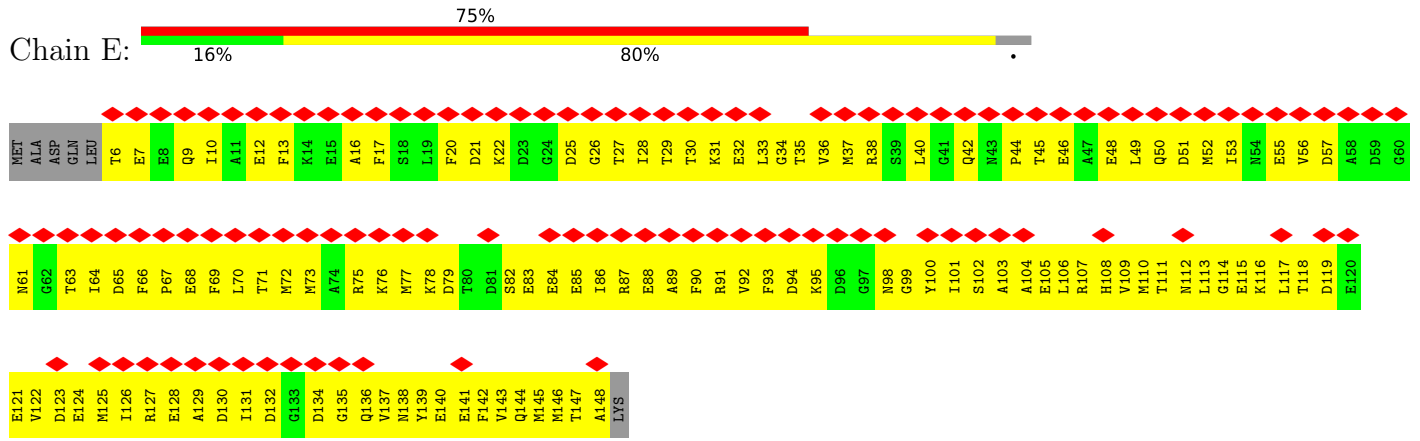 75%
Chain E:
16% 80% •
MET ALA ASP GLN LEU T6 E7 E8 Q9 I10 A11 E12 F13 K14 E15 A16 F17 S18 L19 F20 D21 K22 D23 G24 D25 G26 T27 I28 T29 T30 K31 E32 L33 G34 T35 V36 M37 R38 S39 L40 G41 Q42 N43 P44 T45 E46 A47 E48 L49 Q50 D51 M52 I53 N54 E55 V56 D57 A58 D59 G60
N61 G62 T63 I64 D65 F66 P67 E68 F69 L70 T71 M72 M73 A74 R75 K76 M77 K78 D79 T80 D81 S82 E83 E84 E85 I86 R87 E88 A89 F90 R91 V92 F93 D94 K95 D96 G97 N98 G99 Y100 I101 S102 A103 A104 E105 L106 R107 H108 V109 M110 T111 N112 L113 G114 E115 K116 L117 T118 D119 E120
E121 V122 D123 E124 M125 I126 R127 E128 A129 D130 I131 D132 G133 D134 G135 Q136 V137 N138 Y139 E140 E141 F142 V143 Q144 M145 M146 T147 A148 LYS